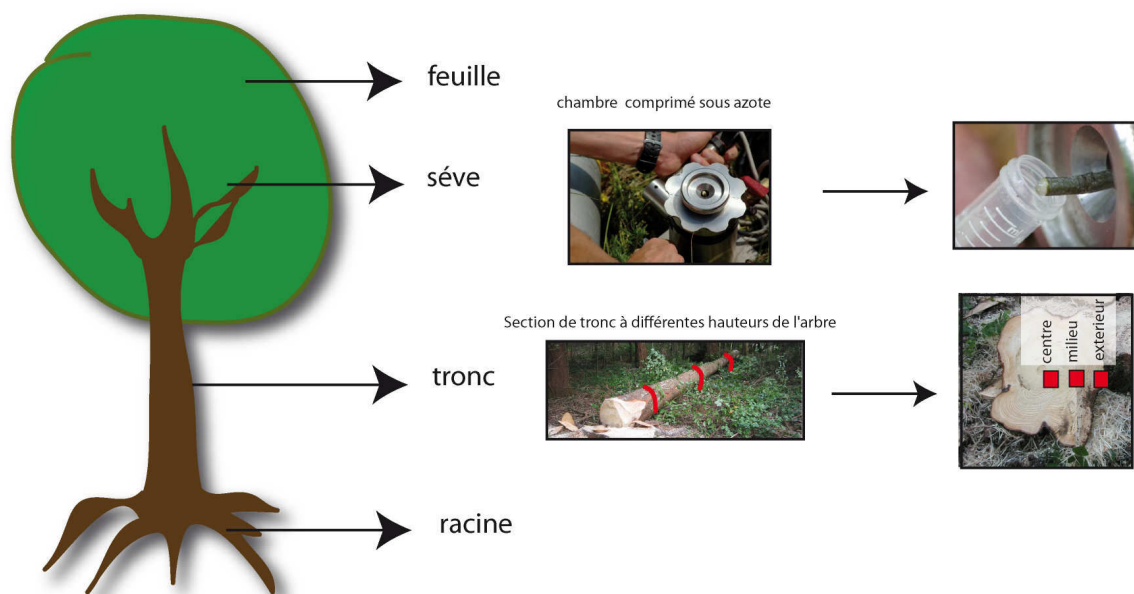 feuille
chambre comprimé sous azote
séve
Section de tronc à différentes hauteurs de l'arbre
centre
milieu
exterieur
tronc
racine